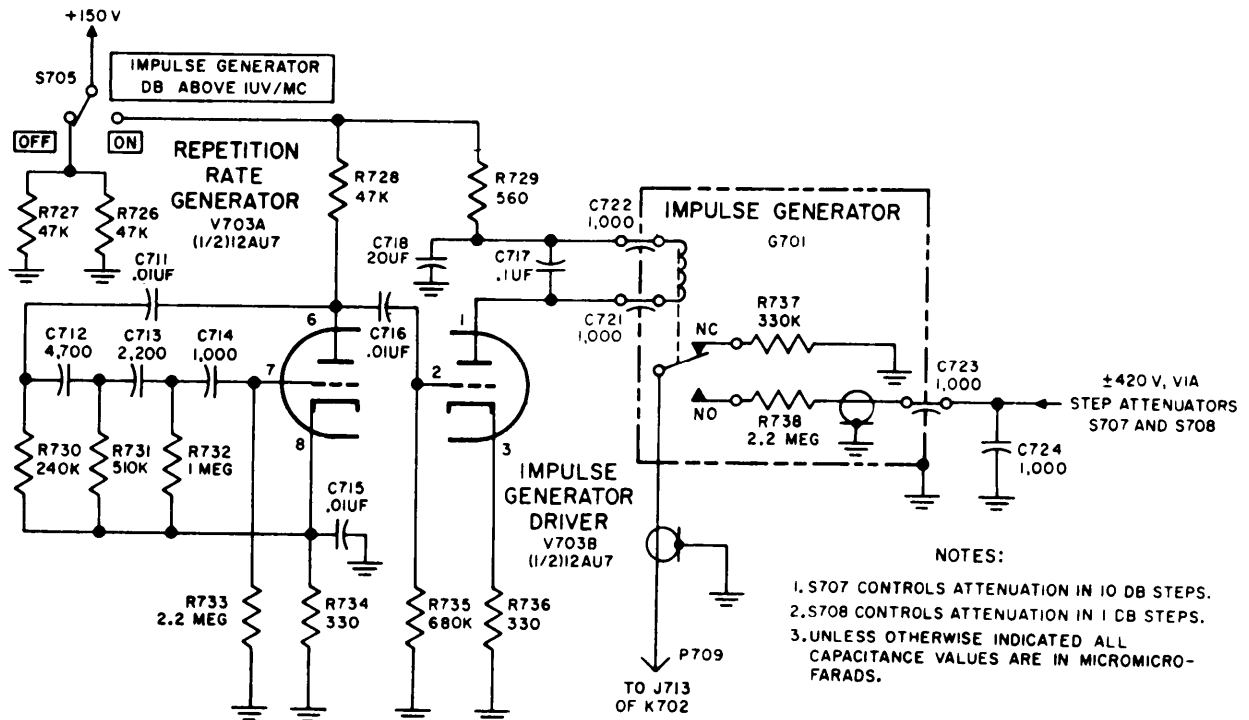 +150 V
S705
IMPULSE GENERATOR
DB ABOVE 1UV/MC
OFF
ON
REPETITION
RATE
GENERATOR
V703A
(1/2)12AU7
R727
47K
R726
47K
R728
47K
R729
560
C722
1,000
IMPULSE GENERATOR
G701
C711
.01UF
C718
20UF
C717
.1UF
C721
1,000
R737
330K
NC
C712
4,700
C713
2,200
C714
1,000
C716
.01UF
6
7
8
1
2
3
NO
R738
2.2 MEG
C723
1,000
±420 V, VIA
STEP ATTENUATORS
S707 AND S708
C724
1,000
R730
240K
R731
510K
R732
1 MEG
C715
.01UF
IMPULSE
GENERATOR
DRIVER
V703B
(1/2)12AU7
R733
2.2 MEG
R734
330
R735
680K
R736
330
P709
TO J713
OF K702
NOTES:
1. S707 CONTROLS ATTENUATION IN 10 DB STEPS.
2. S708 CONTROLS ATTENUATION IN 1 DB STEPS.
3. UNLESS OTHERWISE INDICATED ALL
CAPACITANCE VALUES ARE IN MICROMICRO-
FARADS.